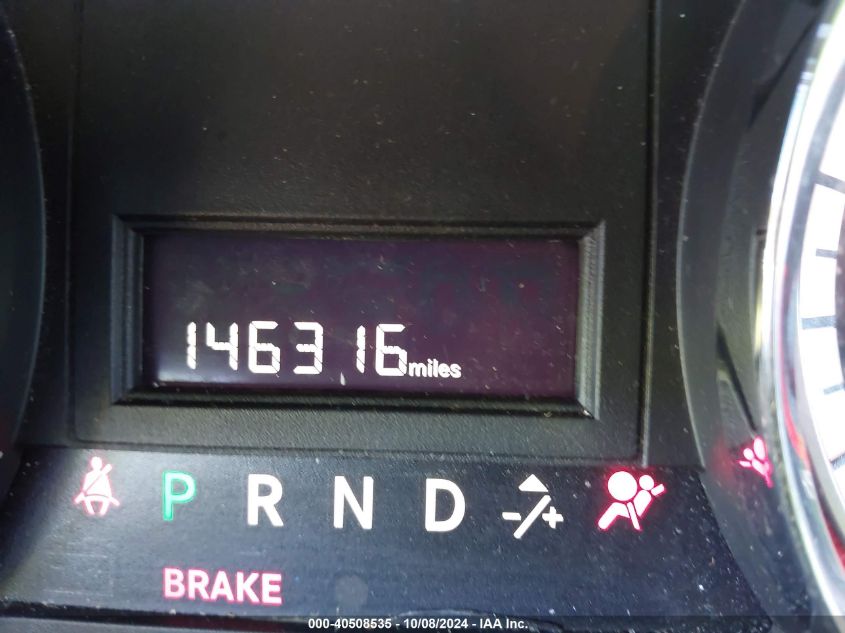 146316miles
P R N D -/+
BRAKE
000-40508535 - 10/08/2024 - IAA Inc.